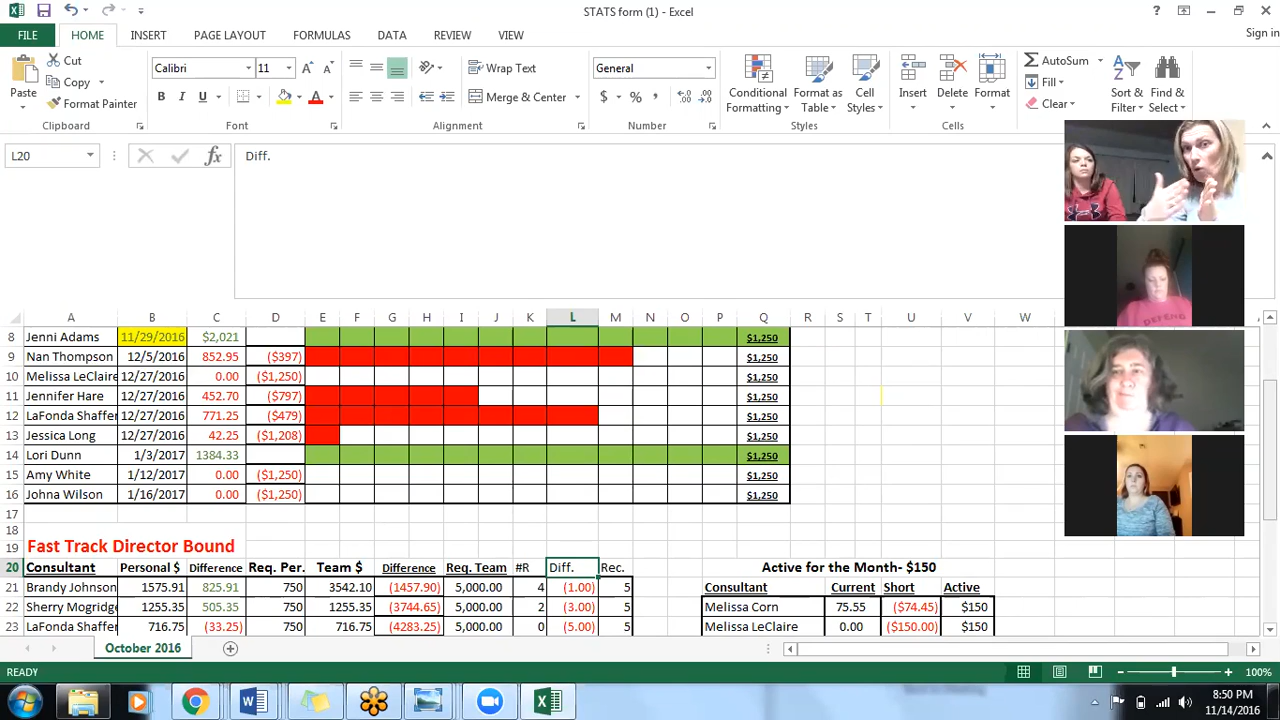 STATS form (1) - Excel
Sign in
FILE HOME INSERT PAGE LAYOUT FORMULAS DATA REVIEW VIEW
Cut
Copy
Format Painter
Paste
Calibri 11
B I U
Wrap Text
Merge & Center
General
$ % ,
Conditional Formatting
Format as Table
Cell Styles
Insert Delete Format
AutoSum
Fill
Clear
Sort & Filter
Find & Select
Clipboard Font Alignment Number Styles Cells Editing
L20 fx Diff.
A B C D E F G H I J K L M N O P Q R S T U V W
8 Jenni Adams 11/29/2016 $2,021 $1,250
9 Nan Thompson 12/5/2016 852.95 ($397) $1,250
10 Melissa LeClaire 12/27/2016 0.00 ($1,250) $1,250
11 Jennifer Hare 12/27/2016 452.70 ($797) $1,250
12 LaFonda Shaffer 12/27/2016 771.25 ($479) $1,250
13 Jessica Long 12/27/2016 42.25 ($1,208) $1,250
14 Lori Dunn 1/3/2017 1384.33 $1,250
15 Amy White 1/12/2017 0.00 ($1,250) $1,250
16 Johna Wilson 1/16/2017 0.00 ($1,250) $1,250
17
18
19 Fast Track Director Bound
20 Consultant Personal $ Difference Req. Per. Team $ Difference Req. Team #R Diff. Rec. Active for the Month- $150
21 Brandy Johnson 1575.91 825.91 750 3542.10 (1457.90) 5,000.00 4 (1.00) 5 Consultant Current Short Active
22 Sherry Mogridg 1255.35 505.35 750 1255.35 (3744.65) 5,000.00 2 (3.00) 5 Melissa Corn 75.55 ($74.45) $150
23 LaFonda Shaffer 716.75 (33.25) 750 716.75 (4283.25) 5,000.00 0 (5.00) 5 Melissa LeClaire 0.00 ($150.00) $150
October 2016
READY 100%
8:50 PM
11/14/2016